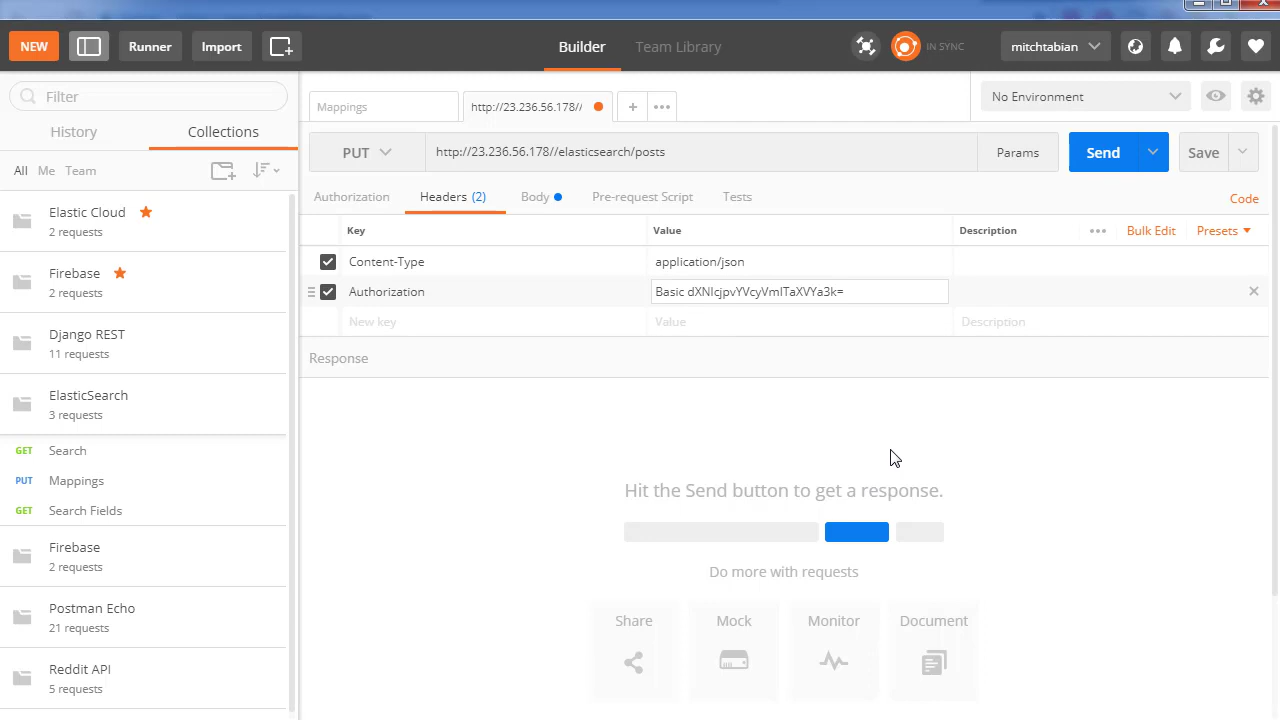 NEW
Runner
Import
Builder
Team Library
IN SYNC
mitchtabian
Filter
History
Collections
All Me Team
Elastic Cloud
2 requests
Firebase
2 requests
Django REST
11 requests
ElasticSearch
3 requests
GET Search
PUT Mappings
GET Search Fields
Firebase
2 requests
Postman Echo
21 requests
Reddit API
5 requests
Mappings
http://23.236.56.178//
No Environment
PUT
http://23.236.56.178//elasticsearch/posts
Params
Send
Save
Authorization
Headers (2)
Body
Pre-request Script
Tests
Code
Key Value Description
Bulk Edit
Presets
Content-Type application/json
Authorization Basic dXNlcjpvYVcyVmlTaXVYa3k=
New key Value Description
Response
Hit the Send button to get a response.
Do more with requests
Share Mock Monitor Document